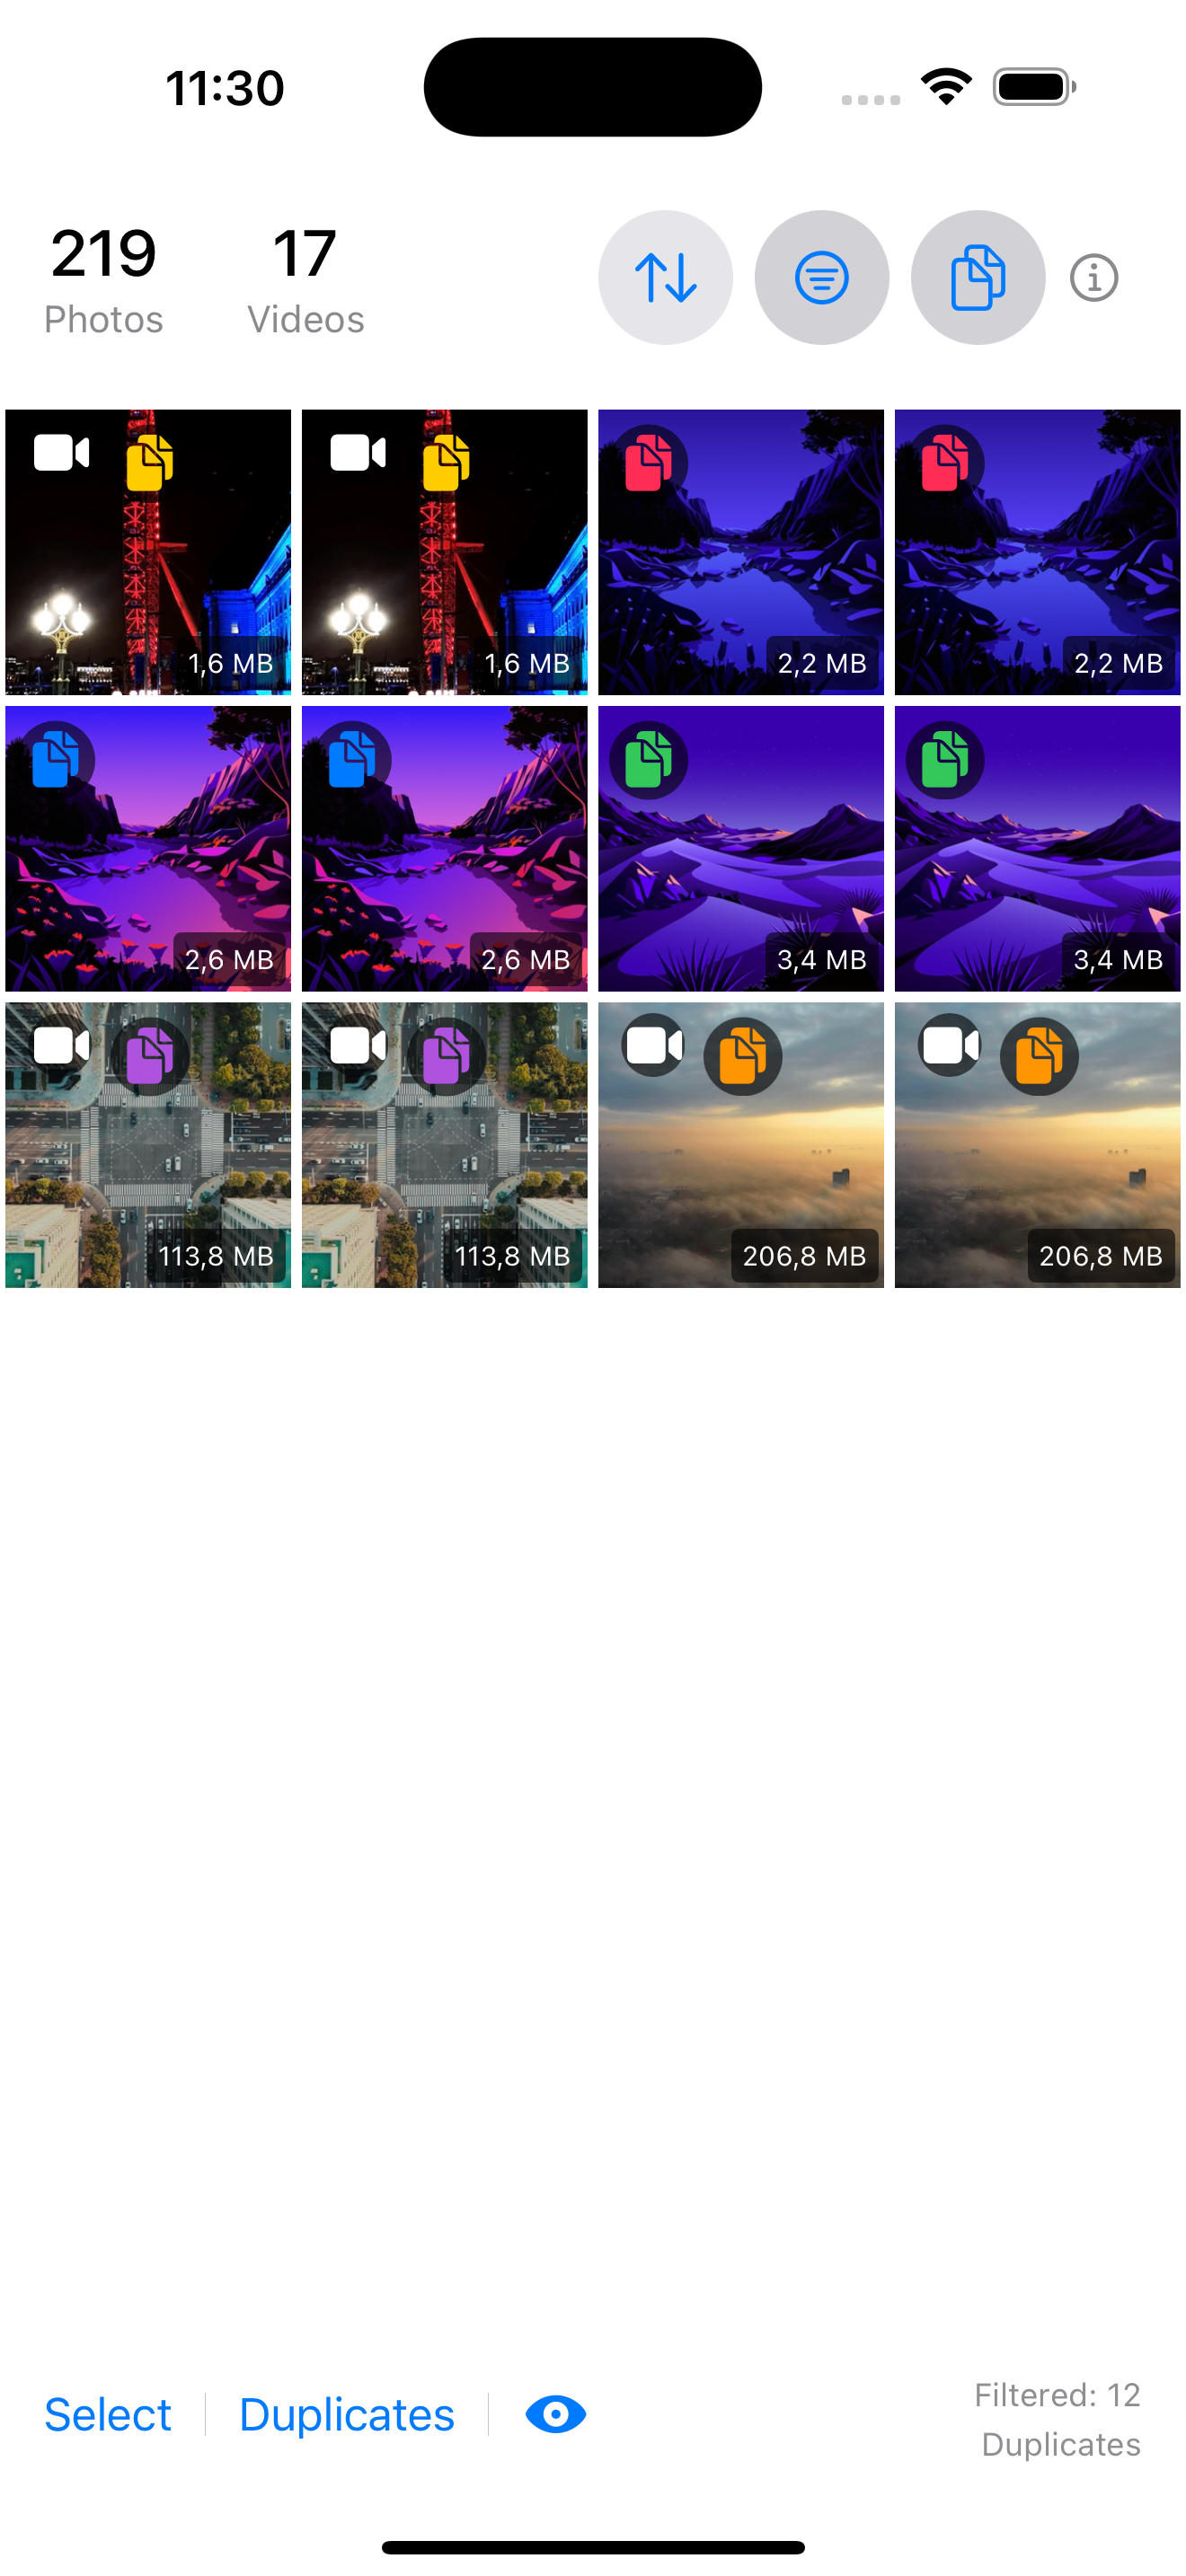 11:30
219
Photos
17
Videos
1,6 MB
1,6 MB
2,2 MB
2,2 MB
2,6 MB
2,6 MB
3,4 MB
3,4 MB
113,8 MB
113,8 MB
206,8 MB
206,8 MB
Select
Duplicates
Filtered: 12
Duplicates